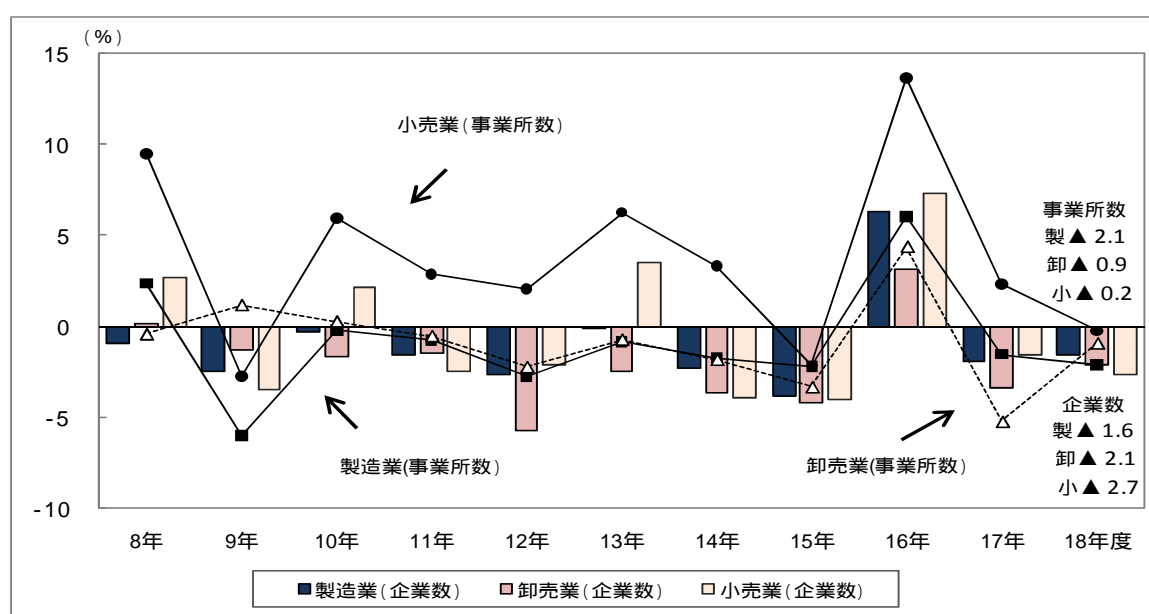 (%)
15
10
5
0
-5
-10
小売業(事業所数)
製造業(事業所数)
卸売業(事業所数)
事業所数
製▲ 2.1
卸▲ 0.9
小▲ 0.2
企業数
製▲ 1.6
卸▲ 2.1
小▲ 2.7
8年 9年 10年 11年 12年 13年 14年 15年 16年 17年 18年度
製造業(企業数) 卸売業(企業数) 小売業(企業数)